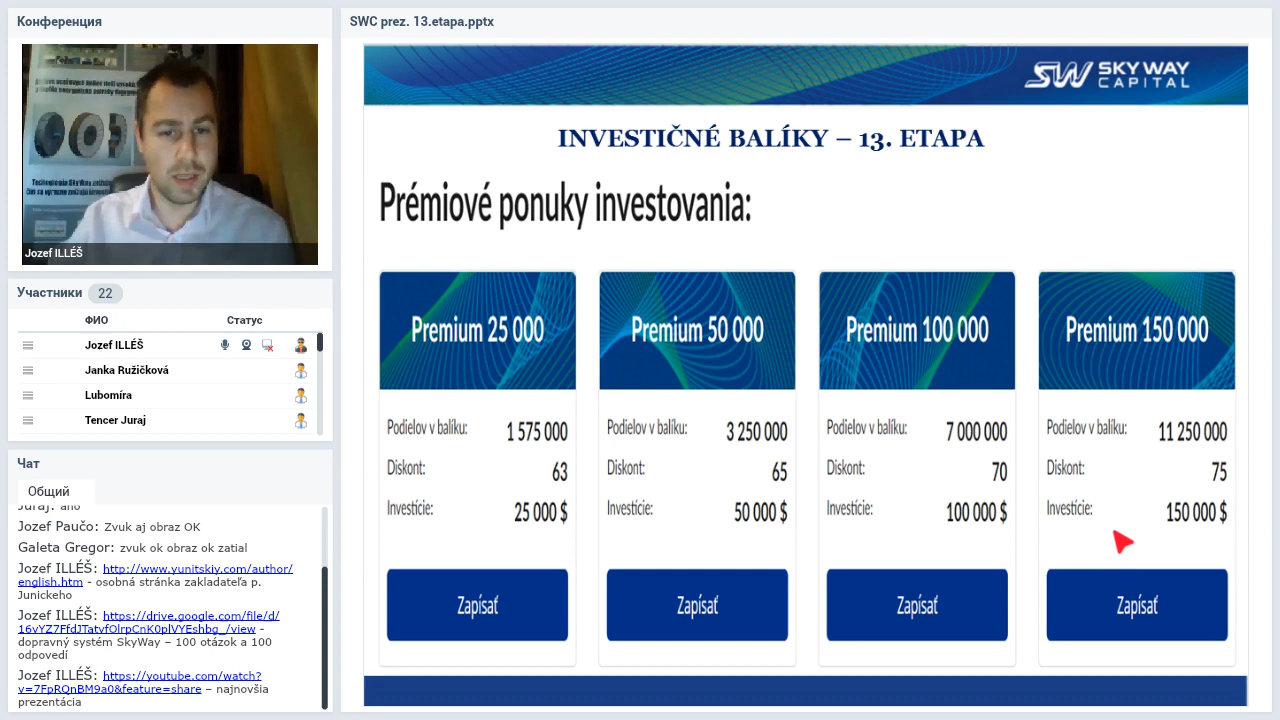 Конференция
Jozef ILLÉŠ
Участники 22
ФИО Статус
Jozef ILLÉŠ
Janka Ružičková
Lubomíra
Tencer Juraj
Чат
Общий
Juraj: ano
Jozef Paučo: Zvuk aj obraz OK
Galeta Gregor: zvuk ok obraz ok zatial
Jozef ILLÉŠ: http://www.yunitskiy.com/author/
english.htm - osobná stránka zakladateľa p.
Junickeho
Jozef ILLÉŠ: https://drive.google.com/file/d/
16vYZ7FfdJTatvfOlrpCnK0plVYEshbg_/view -
dopravný systém SkyWay – 100 otázok a 100
odpovedí
Jozef ILLÉŠ: https://youtube.com/watch?
v=7FpRQnBM9a0&feature=share – najnovšia
prezentácia
SWC prez. 13.etapa.pptx
SW SKY WAY
CAPITAL
INVESTIČNÉ BALÍKY – 13. ETAPA
Prémiové ponuky investovania:
Premium 25 000
Podielov v balíku: 1 575 000
Diskont: 63
Investície: 25 000 $
Zapísať
Premium 50 000
Podielov v balíku: 3 250 000
Diskont: 65
Investície: 50 000 $
Zapísať
Premium 100 000
Podielov v balíku: 7 000 000
Diskont: 70
Investície: 100 000 $
Zapísať
Premium 150 000
Podielov v balíku: 11 250 000
Diskont: 75
Investície: 150 000 $
Zapísať